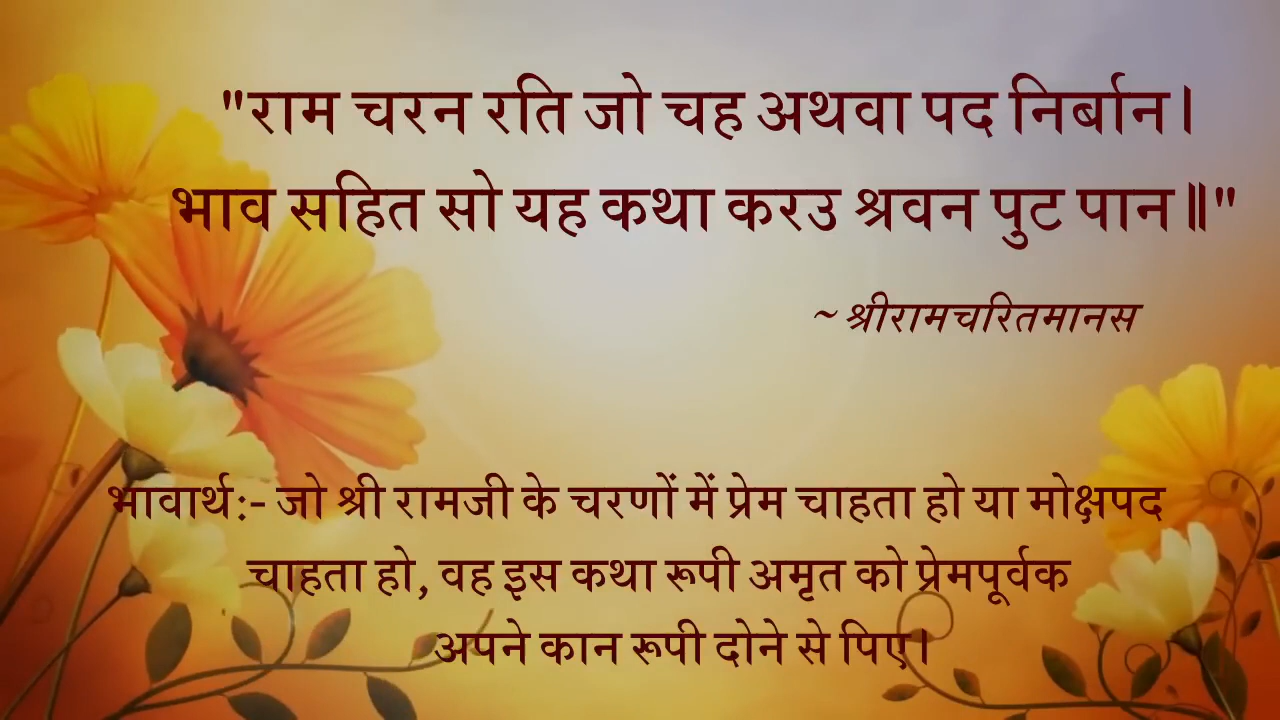 "राम चरन रति जो चह अथवा पद निर्बान।
भाव सहित सो यह कथा करउ श्रवन पुट पान॥"
~ श्रीरामचरितमानस
भावार्थ:- जो श्री रामजी के चरणों में प्रेम चाहता हो या मोक्षपद
चाहता हो, वह इस कथा रूपी अमृत को प्रेमपूर्वक
अपने कान रूपी दोने से पिए।